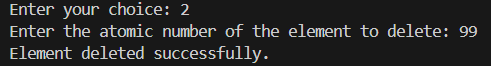 Enter your choice: 2
Enter the atomic number of the element to delete: 99
Element deleted successfully.